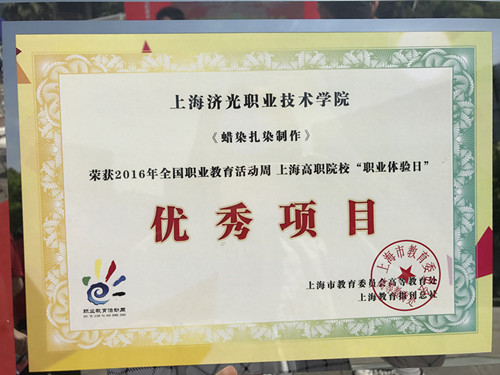 上海济光职业技术学院
《蜡染扎染制作》
荣获2016年全国职业教育活动周 上海高职院校“职业体验日”
优秀项目
上海市教育委员会高等教育处
上海教育报刊总社
职业教育活动周
上海市教育委员会